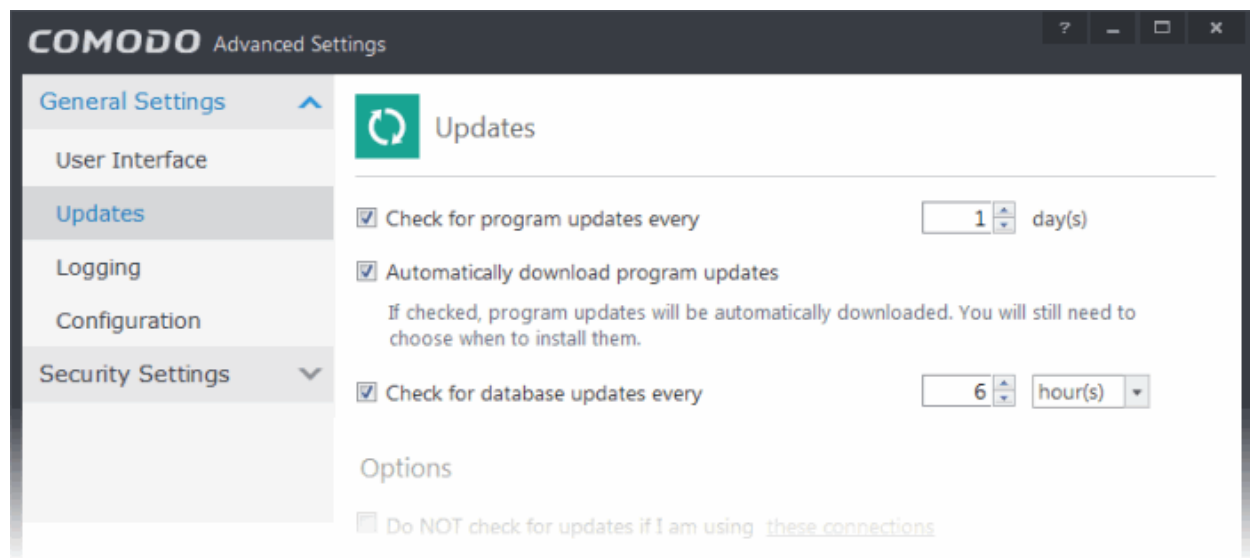 COMODO Advanced Settings
?
General Settings
User Interface
Updates
Logging
Configuration
Security Settings
Updates
Check for program updates every 1 day(s)
Automatically download program updates
If checked, program updates will be automatically downloaded. You will still need to
choose when to install them.
Check for database updates every 6 hour(s)
Options
Do NOT check for updates if I am using these connections